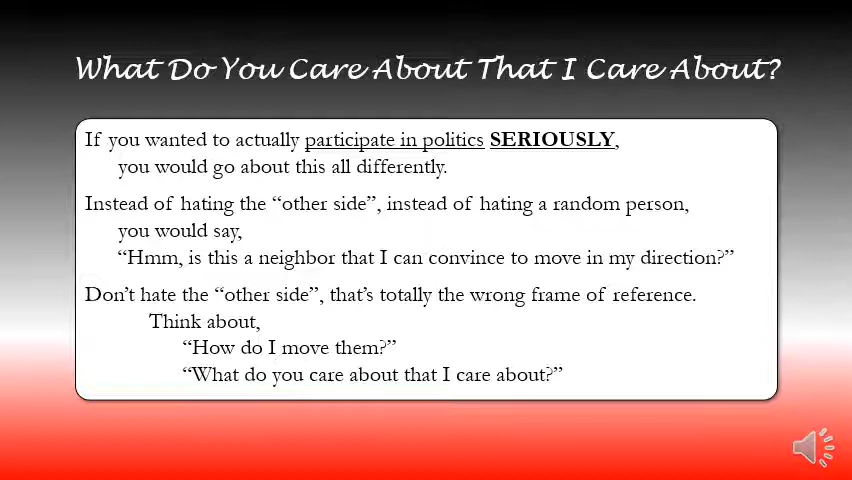 What Do You Care About That I Care About?
If you wanted to actually participate in politics SERIOUSLY,
you would go about this all differently.
Instead of hating the “other side”, instead of hating a random person,
you would say,
“Hmm, is this a neighbor that I can convince to move in my direction?”
Don’t hate the “other side”, that’s totally the wrong frame of reference.
Think about,
“How do I move them?”
“What do you care about that I care about?”